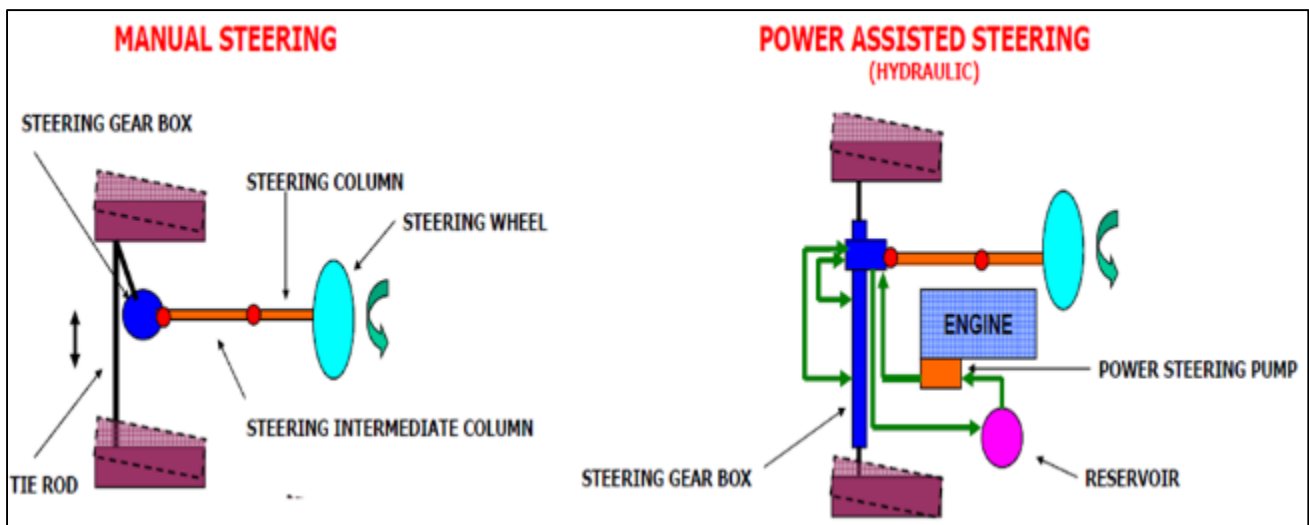 MANUAL STEERING
STEERING GEAR BOX
STEERING COLUMN
STEERING WHEEL
STEERING INTERMEDIATE COLUMN
TIE ROD
POWER ASSISTED STEERING
(HYDRAULIC)
ENGINE
POWER STEERING PUMP
STEERING GEAR BOX
RESERVOIR